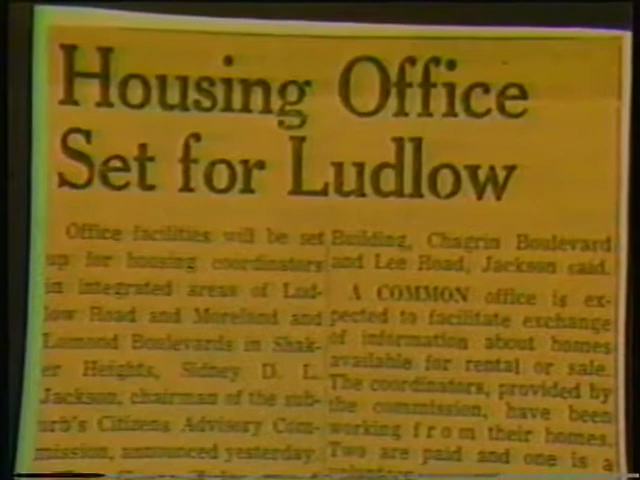 Housing Office
Set for Ludlow
Office facilities will be set
up for housing coordinators
in integrated areas of Lud-
low Road and Moreland and
Lomond Boulevards in Shak-
er Heights, Sidney D. L.
Jackson, chairman of the sub-
urb's Citizens Advisory Com-
mission, announced yesterday.
Building, Chagrin Boulevard
and Lee Road, Jackson said.
A COMMON office is ex-
pected to facilitate exchange
of information about homes
available for rental or sale.
The coordinators, provided by
the commission, have been
working from their homes.
Two are paid and one is a